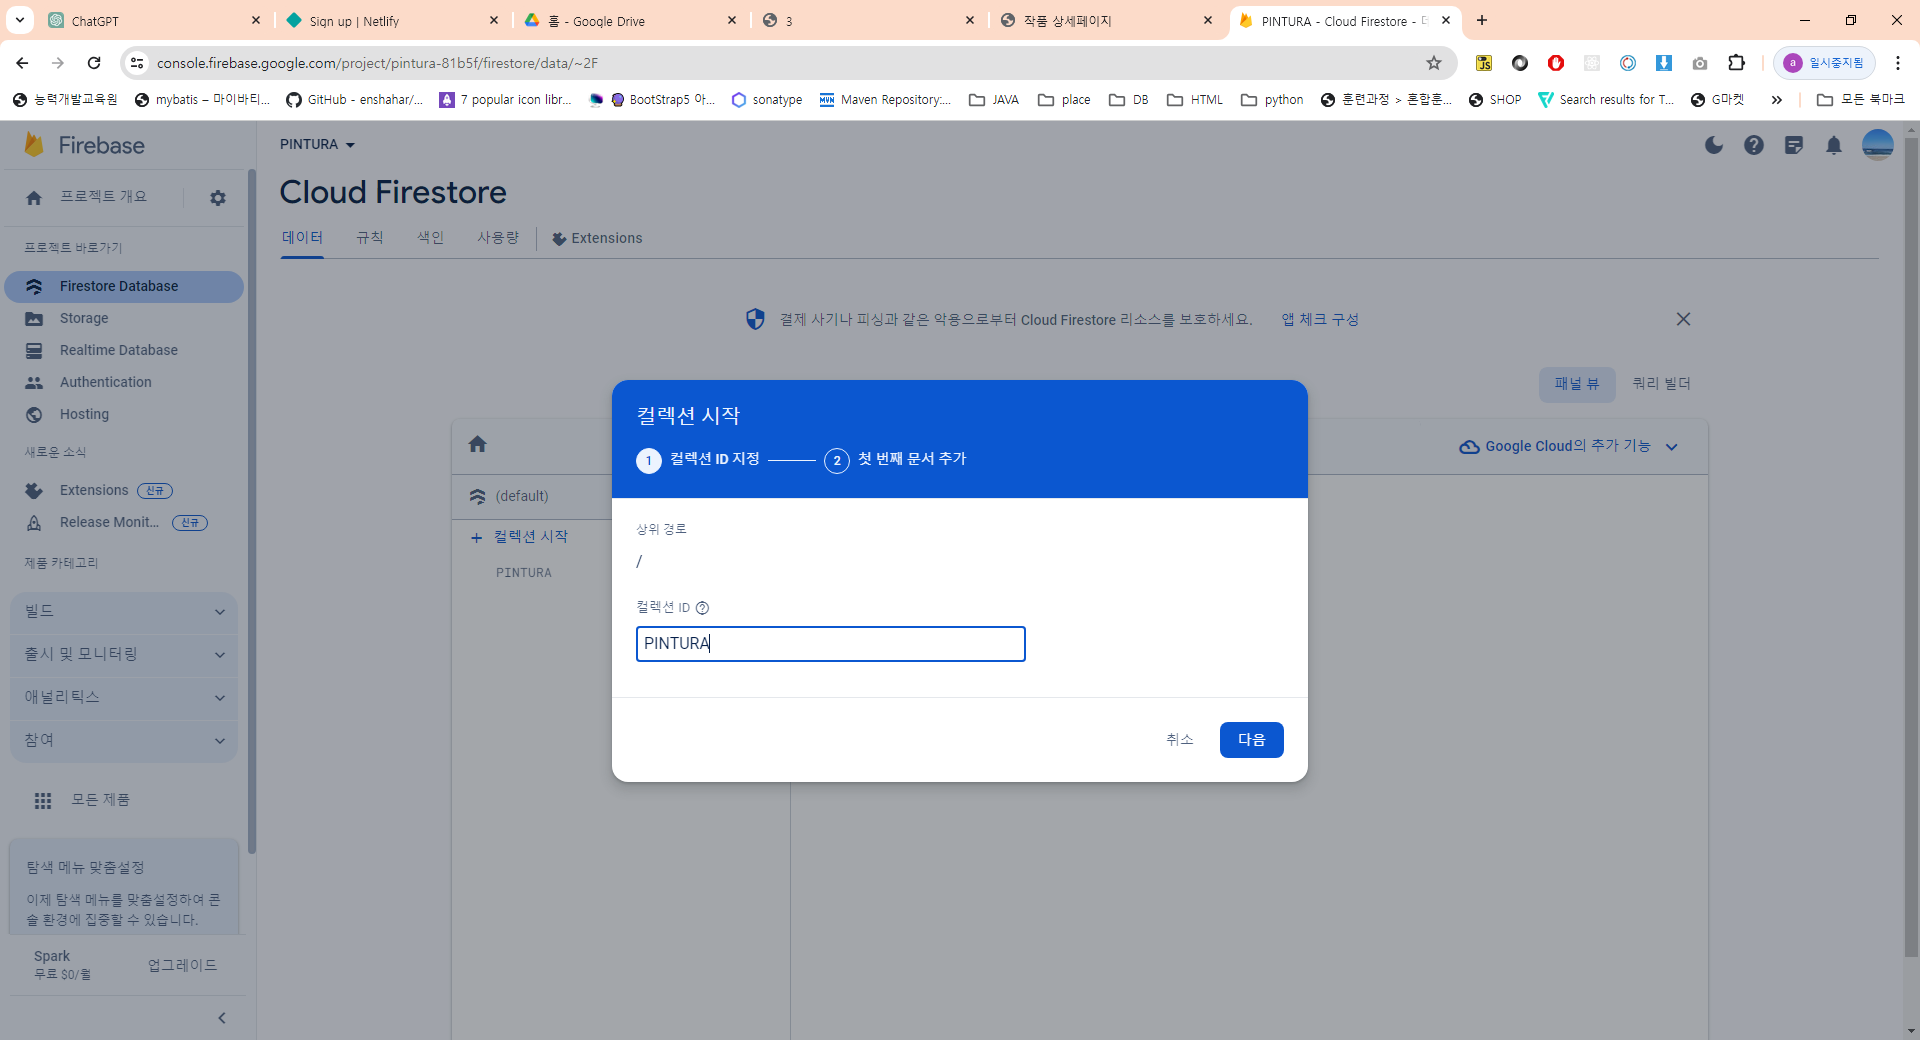 ChatGPT
Sign up | Netlify
홈 - Google Drive
3
작품 상세페이지
PINTURA - Cloud Firestore -
console.firebase.google.com/project/pintura-81b5f/firestore/data/~2F
JS
a 일시중지됨
능력개발교육원
mybatis – 마이바티...
GitHub - enshahar/...
7 popular icon libr...
BootStrap5 아...
sonatype
MVN Maven Repository:...
JAVA
place
DB
HTML
python
훈련과정 > 혼합훈...
SHOP
Search results for T...
G마켓
모든 북마크
Firebase
프로젝트 개요
프로젝트 바로가기
Firestore Database
Storage
Realtime Database
Authentication
Hosting
새로운 소식
Extensions 신규
Release Monit... 신규
제품 카테고리
빌드
출시 및 모니터링
애널리틱스
참여
모든 제품
탐색 메뉴 맞춤설정
이제 탐색 메뉴를 맞춤설정하여 콘
솔 환경에 집중할 수 있습니다.
Spark
무료 $0/월
업그레이드
PINTURA
Cloud Firestore
데이터
규칙
색인
사용량
Extensions
결제 사기나 피싱과 같은 악용으로부터 Cloud Firestore 리소스를 보호하세요.
앱 체크 구성
패널 뷰
쿼리 빌더
Google Cloud의 추가 기능
(default)
+ 컬렉션 시작
PINTURA
컬렉션 시작
1 컬렉션 ID 지정
2 첫 번째 문서 추가
상위 경로
/
컬렉션 ID
PINTURA
취소
다음